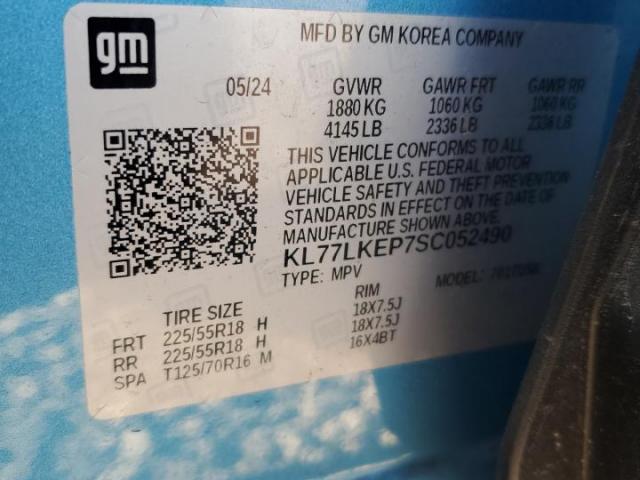 gm
MFD BY GM KOREA COMPANY
05/24 GVWR GAWR FRT GAWR RR
1880 KG 1060 KG 1060 KG
4145 LB 2336 LB 2336 LB
THIS VEHICLE CONFORMS TO ALL
APPLICABLE U.S. FEDERAL MOTOR
VEHICLE SAFETY AND THEFT PREVENTION
STANDARDS IN EFFECT ON THE DATE OF
MANUFACTURE SHOWN ABOVE.
KL77LKEP7SC052490
TYPE: MPV MODEL:
TIRE SIZE RIM
FRT 225/55R18 H 18X7.5J
RR 225/55R18 H 18X7.5J
SPA T125/70R16 M 16X4BT